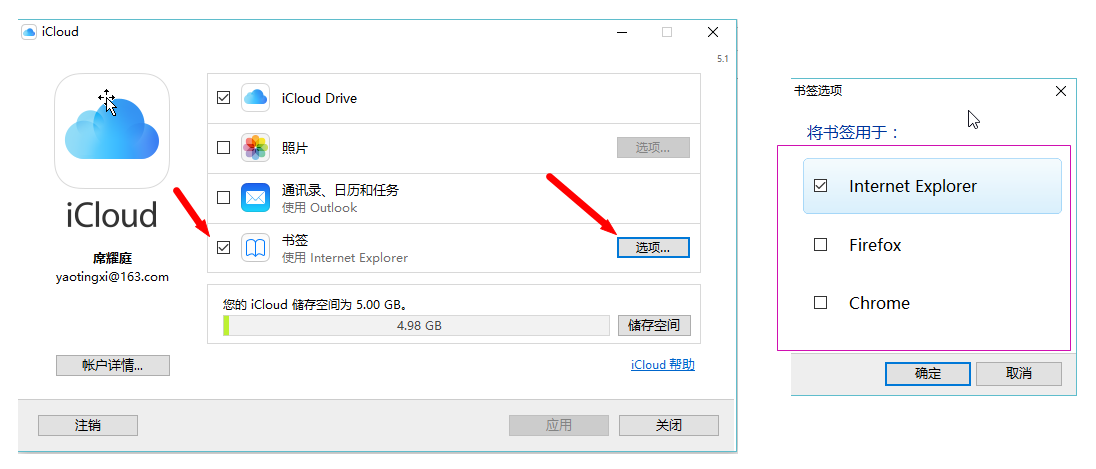 iCloud
5.1
iCloud Drive
照片
选项...
通讯录、日历和任务
使用 Outlook
iCloud
书签
使用 Internet Explorer
选项...
席耀庭
yaotingxi@163.com
您的 iCloud 储存空间为 5.00 GB。
4.98 GB
储存空间
帐户详情...
iCloud 帮助
注销
应用
关闭
书签选项
将书签用于：
Internet Explorer
Firefox
Chrome
确定
取消